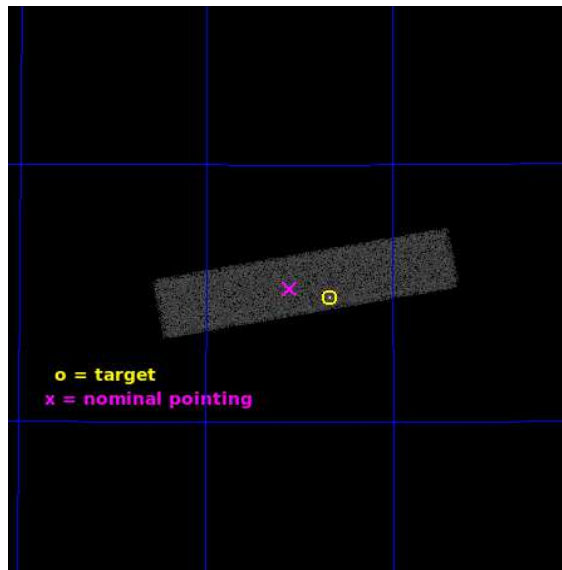 o = target
x = nominal pointing